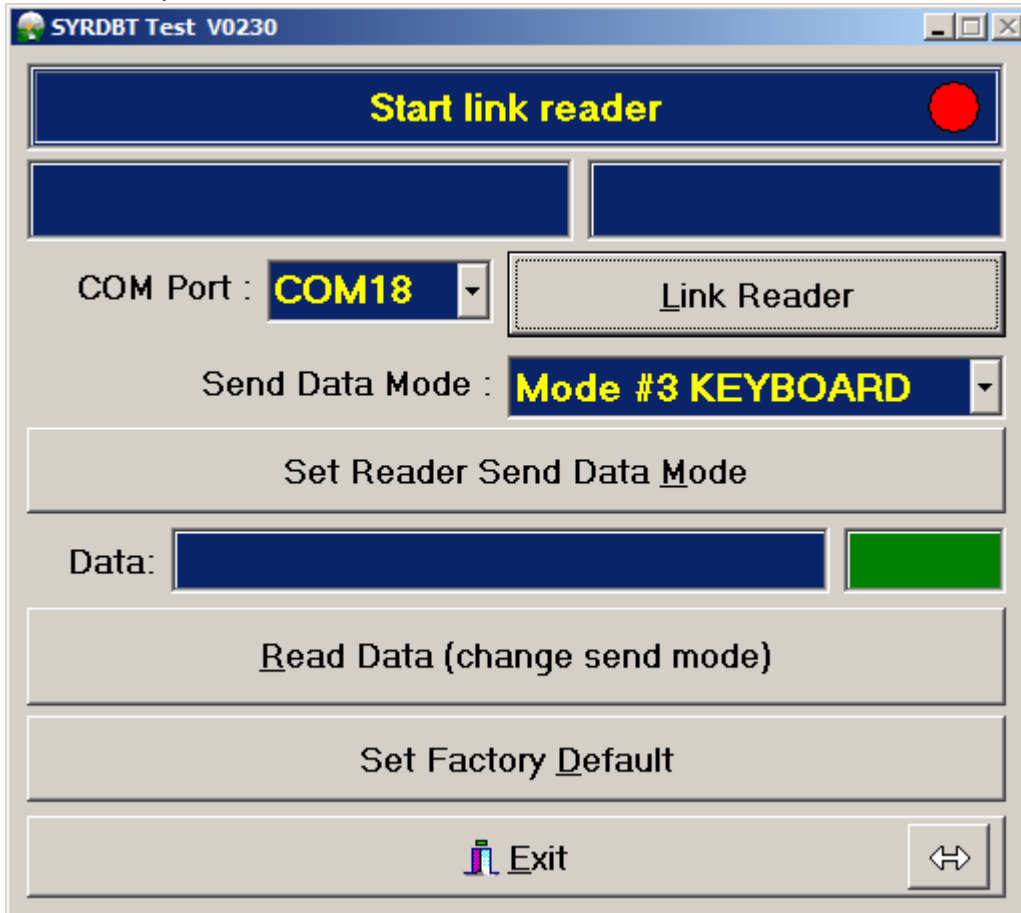 SYRDBT Test V0230
Start link reader
COM Port : COM18 Link Reader
Send Data Mode : Mode #3 KEYBOARD
Set Reader Send Data Mode
Data:
Read Data (change send mode)
Set Factory Default
Exit